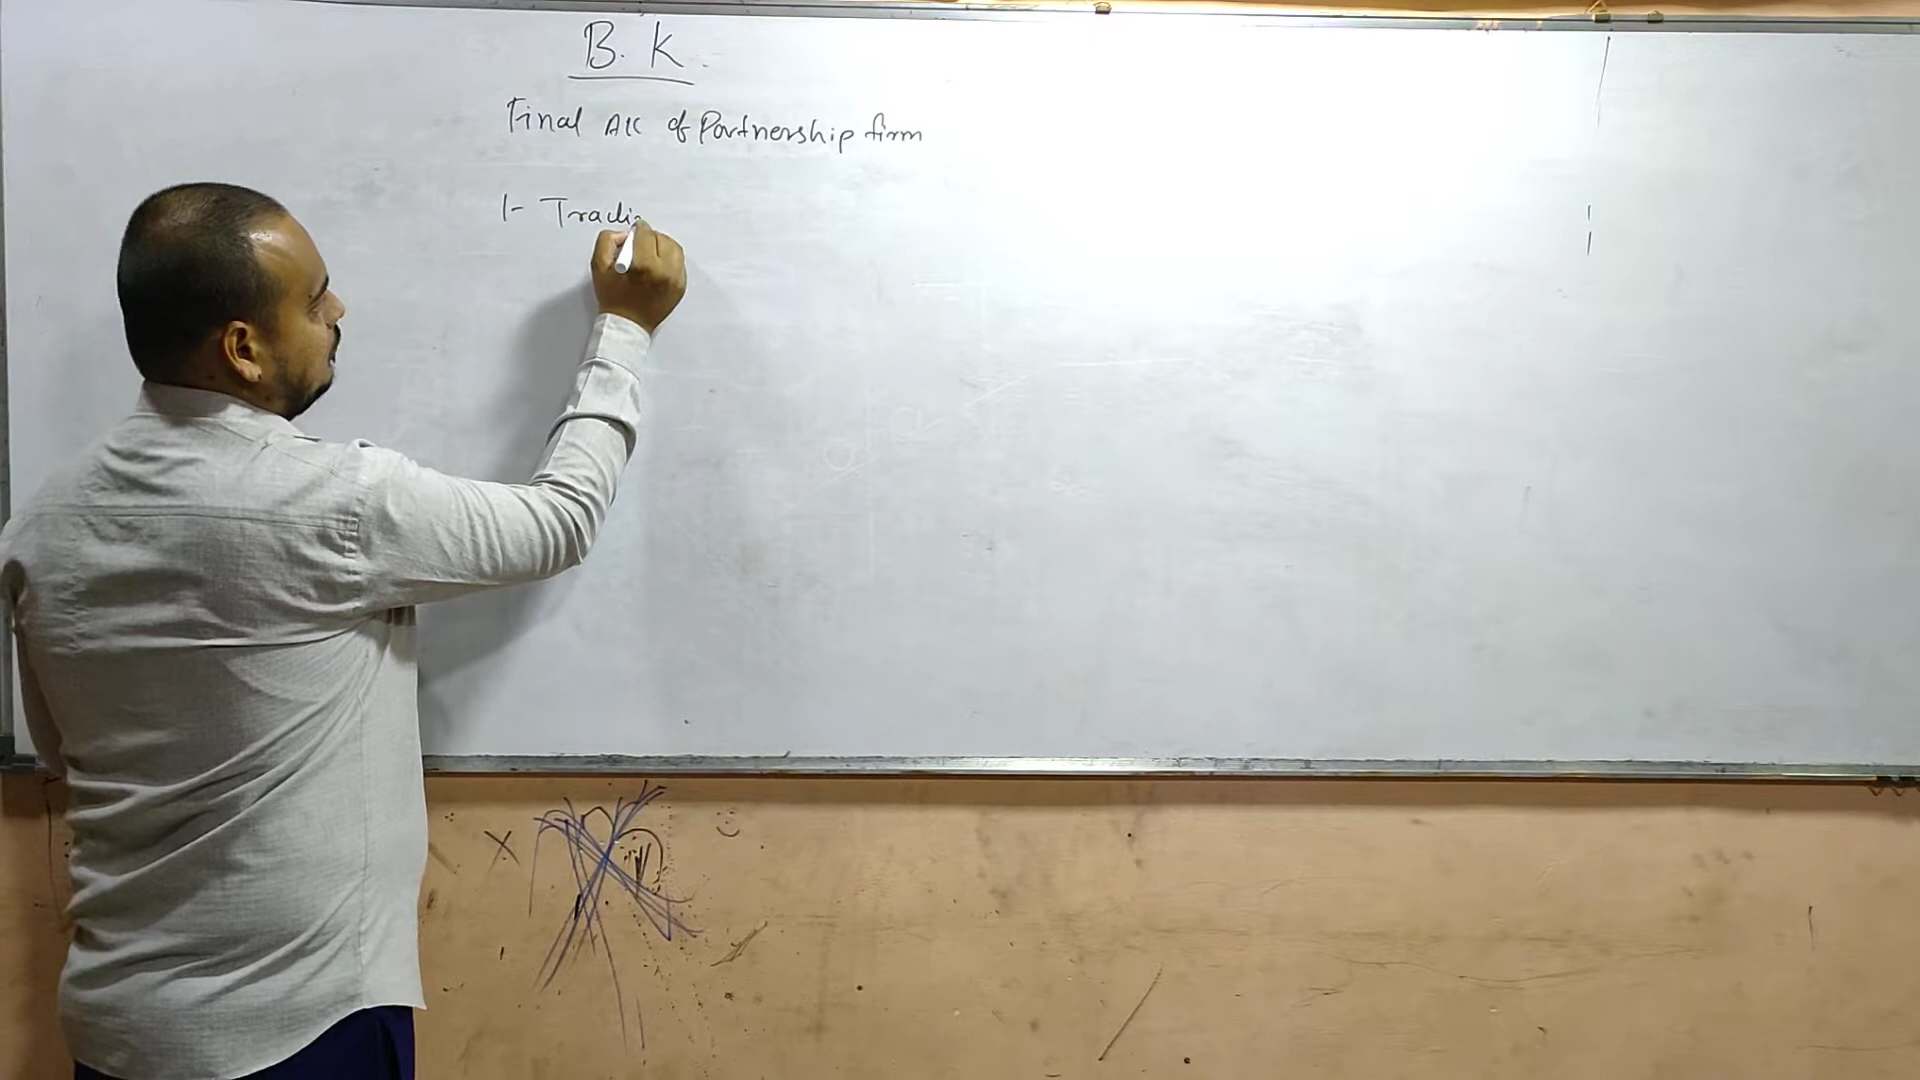 B. K.
Final A/C of Partnership firm
1- Tradi